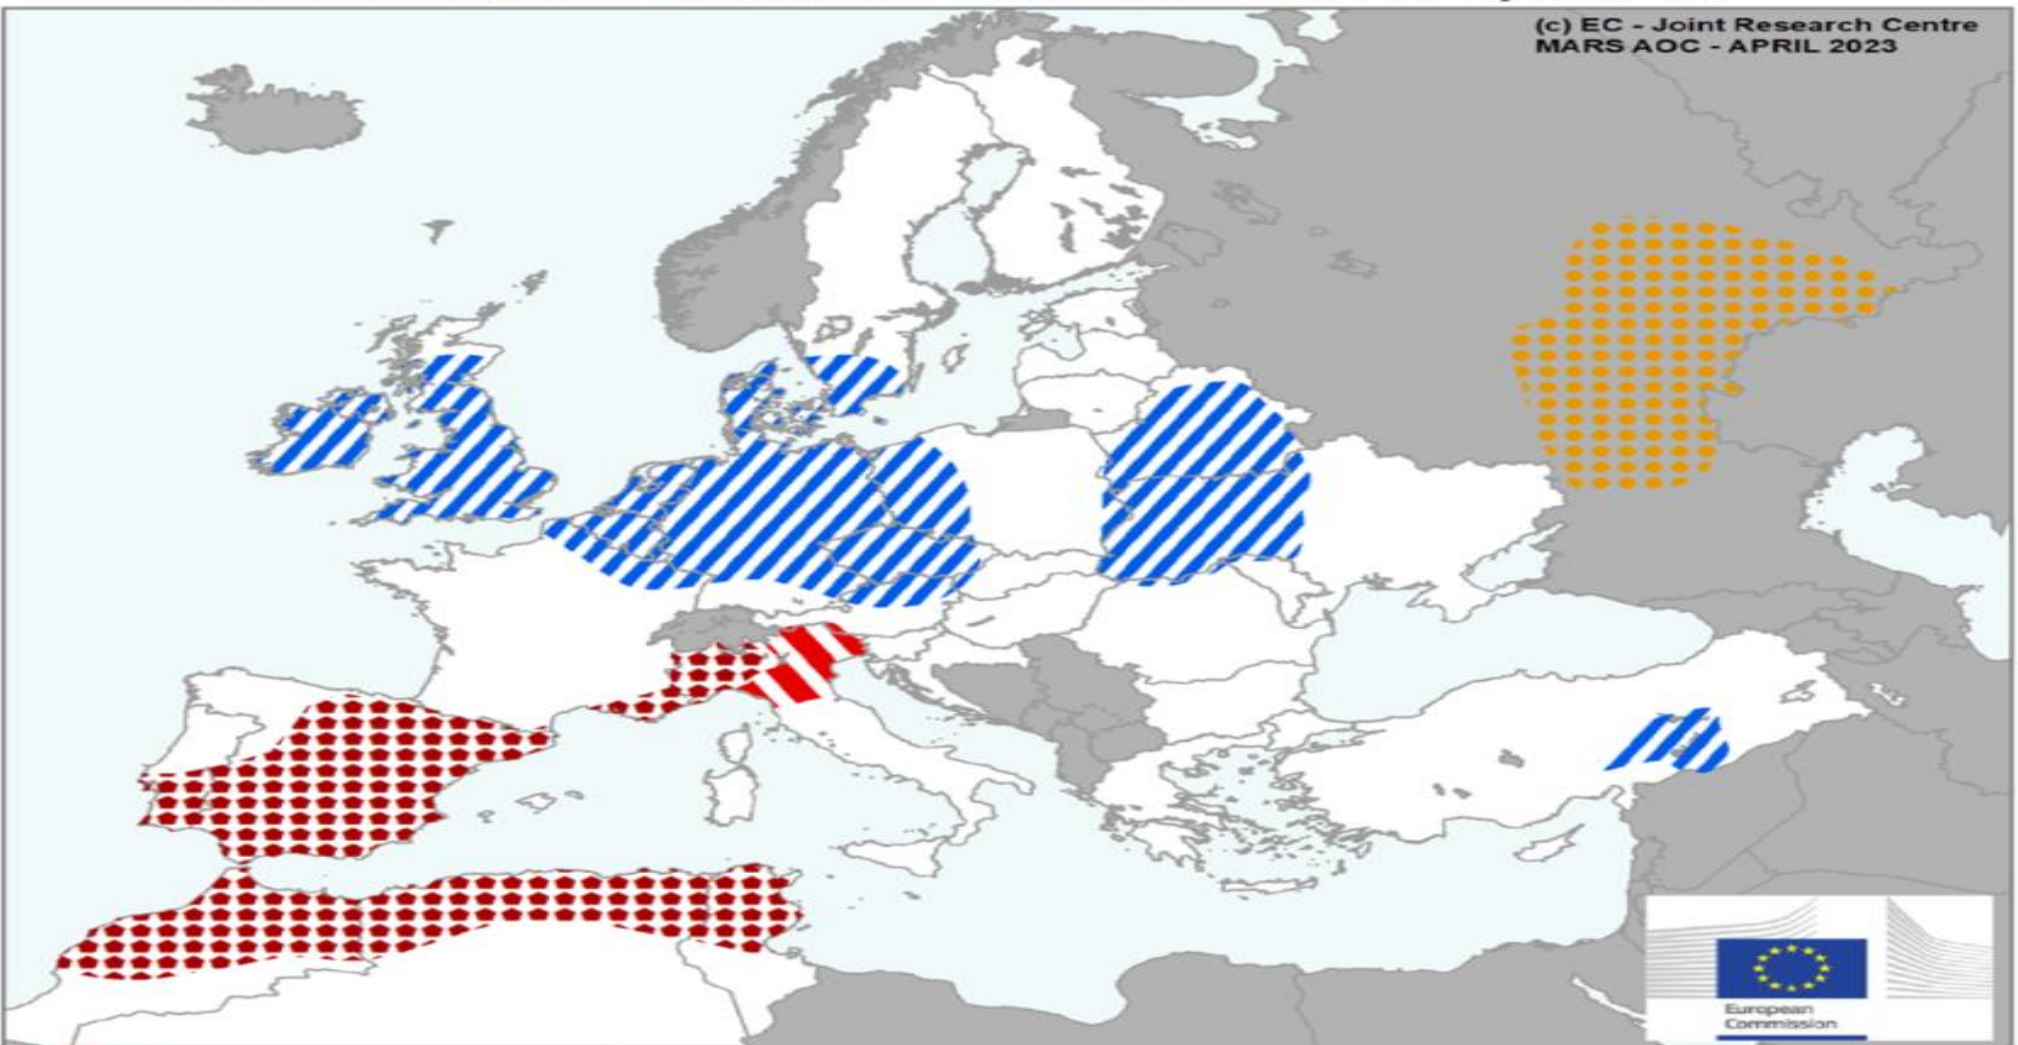 (c) EC - Joint Research Centre
MARS AOC - APRIL 2023
European
Commission